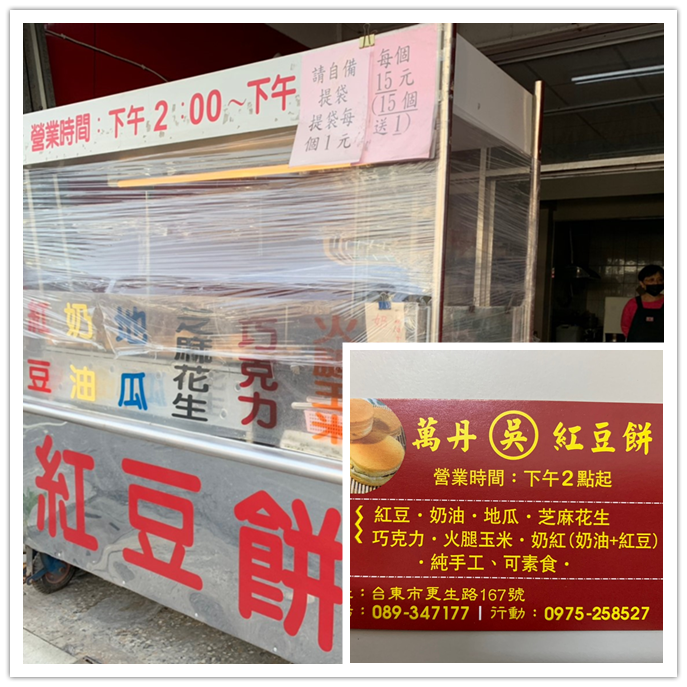 營業時間：下午2：00～下午
請自備
提袋
提袋每
個1元
每個
15元
(15個
送1)
紅豆
奶油
地瓜
芝麻花生
巧克力
火腿玉米
紅豆餅
萬丹 吳 紅豆餅
營業時間：下午2點起
紅豆・奶油・地瓜・芝麻花生
巧克力・火腿玉米・奶紅(奶油+紅豆)
・純手工、可素食・
：台東市更生路167號
：089-347177 | 行動：0975-258527